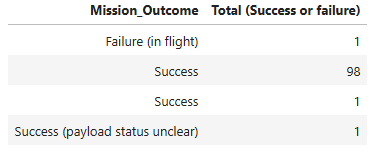 Mission_Outcome Total (Success or failure)
Failure (in flight) 1
Success 98
Success 1
Success (payload status unclear) 1